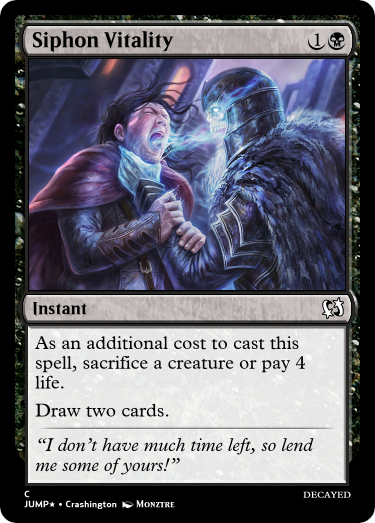 Siphon Vitality 1
Instant
As an additional cost to cast this
spell, sacrifice a creature or pay 4
life.
Draw two cards.
“I don’t have much time left, so lend
me some of yours!”
C DECAYED
JUMP★ • Crashington MONZTRE